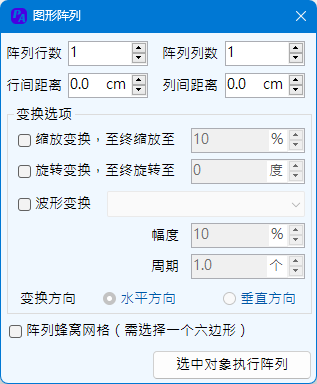 图形阵列
阵列行数 1 阵列列数 1
行间距离 0.0 cm 列间距离 0.0 cm
变换选项
缩放变换，至终缩放至 10 %
旋转变换，至终旋转至 0 度
波形变换
幅度 10 %
周期 1.0 个
变换方向 水平方向 垂直方向
阵列蜂窝网格（需选择一个六边形）
选中对象执行阵列